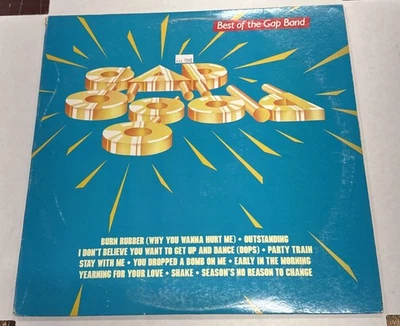 Best of the Gap Band
GAP
GOLD
BURN RUBBER (WHY YOU WANNA HURT ME) • OUTSTANDING
I DON'T BELIEVE YOU WANT TO GET UP AND DANCE (OOPS) • PARTY TRAIN
STAY WITH ME • YOU DROPPED A BOMB ON ME • EARLY IN THE MORNING
YEARNING FOR YOUR LOVE • SHAKE • SEASON'S NO REASON TO CHANGE